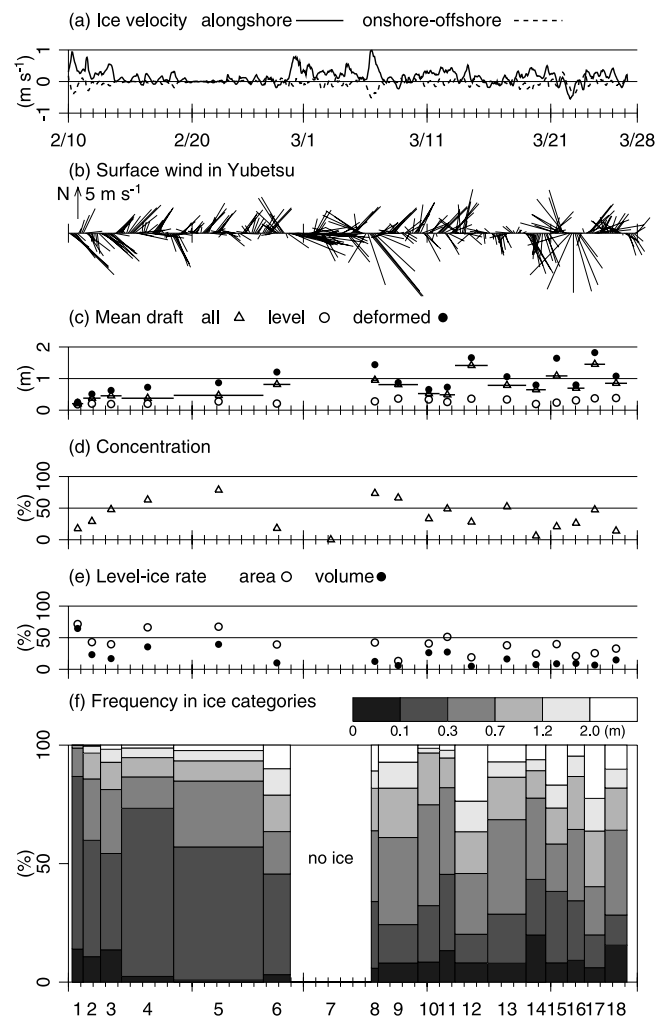 (a) Ice velocity alongshore onshore-offshore
1
0
-1
(m s⁻¹)
2/10 2/20 3/1 3/11 3/21 3/28
(b) Surface wind in Yubetsu
N 5 m s⁻¹
(c) Mean draft all level deformed
2
1
0
(m)
(d) Concentration
100
50
0
(%)
(e) Level-ice rate area volume
100
50
0
(%)
(f) Frequency in ice categories
0 0.1 0.3 0.7 1.2 2.0 (m)
100
50
0
(%)
no ice
1 2 3 4 5 6 7 8 9 10 11 12 13 14 15 16 17 18